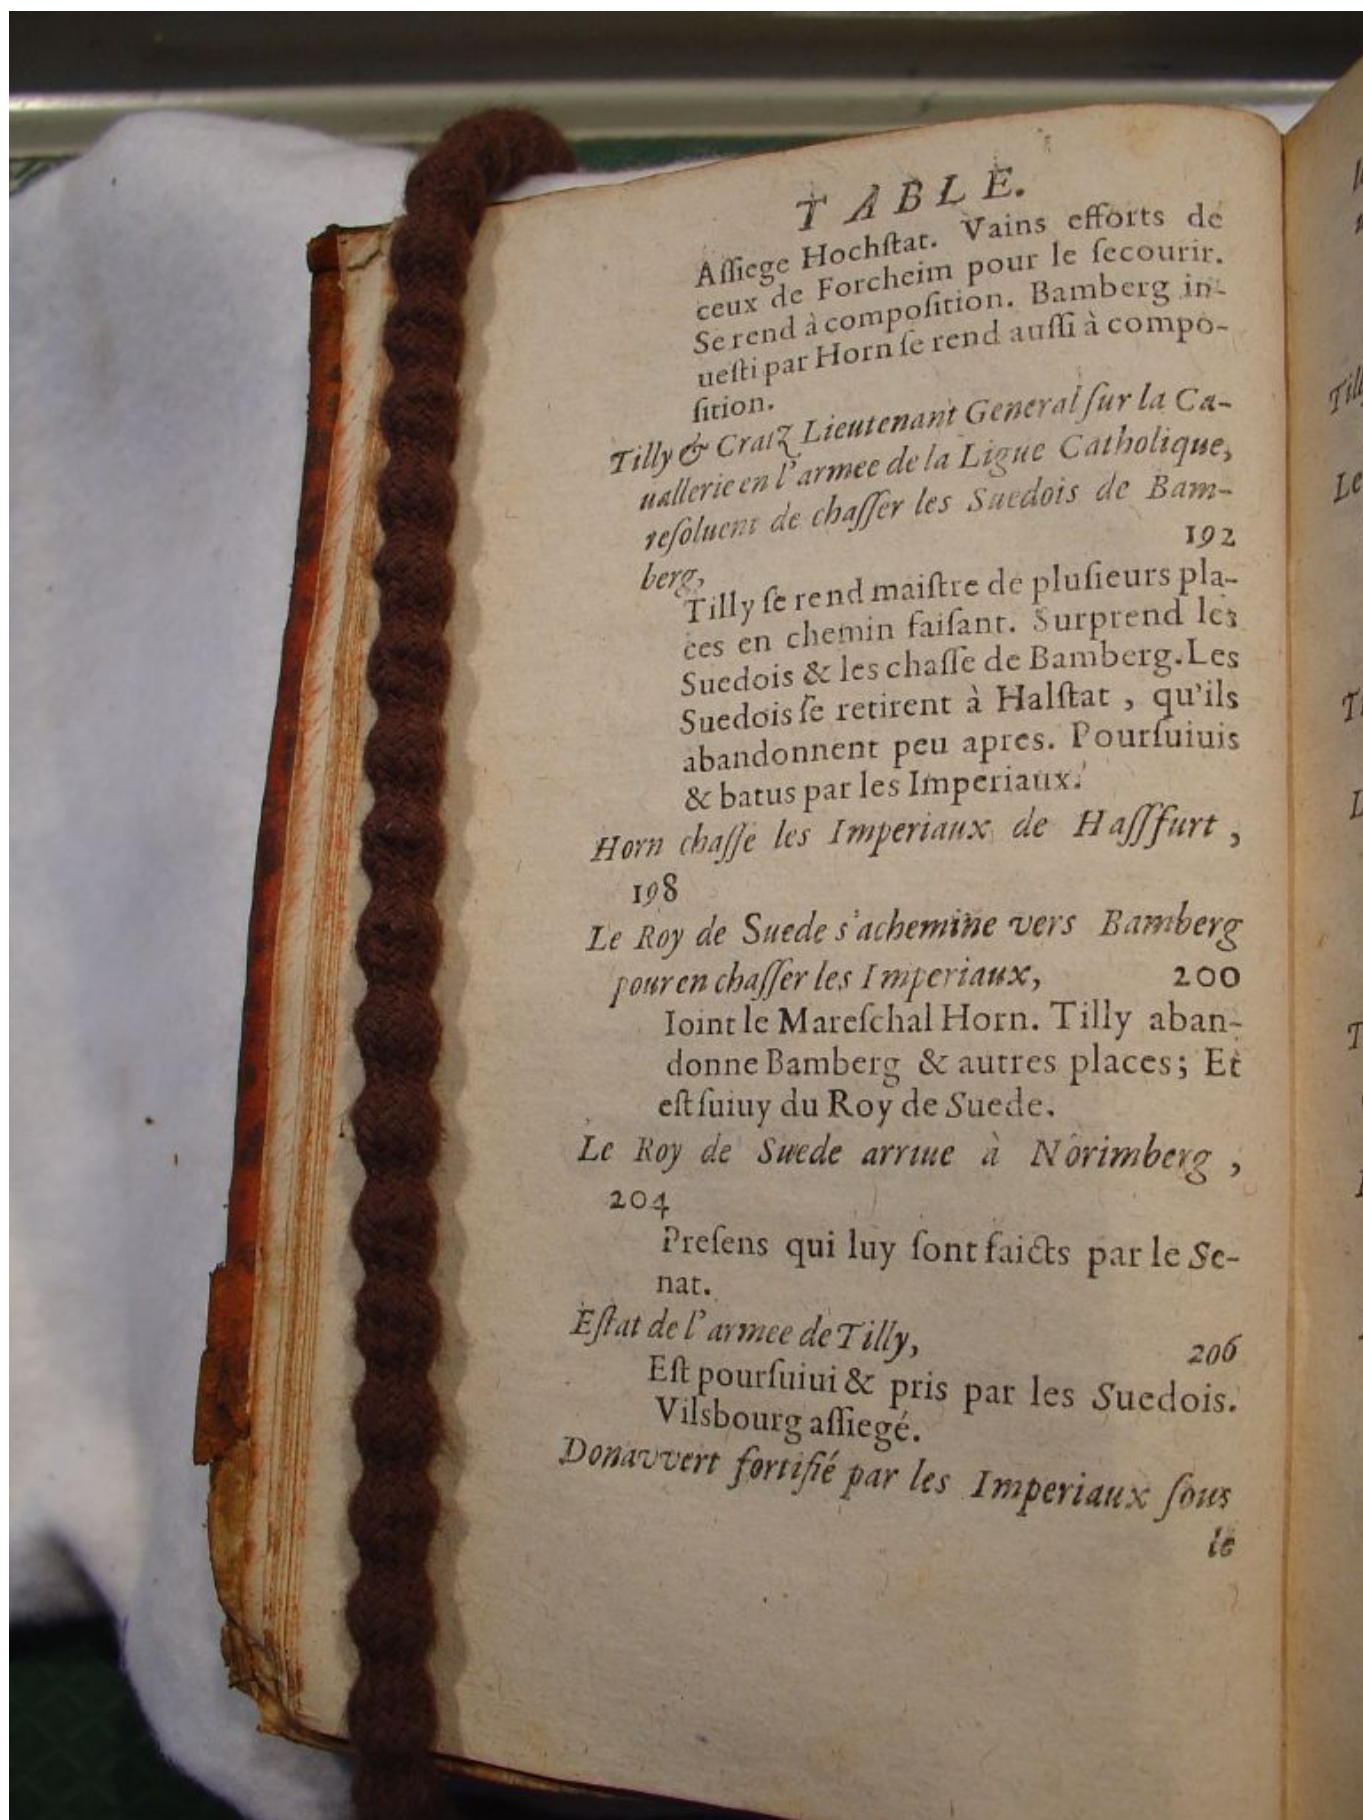 TABLE.
Aſſiege Hochſtat. Vains efforts de
ceux de Forcheim pour le ſecourir.
Se rend à compoſition. Bamberg in-
ueſti par Horn ſe rend auſſi à compo-
ſition.
Tilly & Cratz Lieutenant General ſur la Ca-
uallerie en l'armee de la Ligue Catholique,
reſoluent de chaſſer les Suedois de Bam-
berg, 192
Tilly ſe rend maiſtre de pluſieurs pla-
ces en chemin faiſant. Surprend les
Suedois & les chaſſe de Bamberg. Les
Suedois ſe retirent à Halſtat , qu'ils
abandonnent peu apres. Pourſuiuis
& batus par les Imperiaux.
Horn chaſſe les Imperiaux de Haſſfurt ,
198
Le Roy de Suede s'achemine vers Bamberg
pour en chaſſer les Imperiaux, 200
Ioint le Mareſchal Horn. Tilly aban-
donne Bamberg & autres places; Et
eſt ſuiuy du Roy de Suede.
Le Roy de Suede arriue à Norimberg ,
204
Preſens qui luy ſont faicts par le Se-
nat.
Eſtat de l'armee de Tilly, 206
Eſt pourſuiui & pris par les Suedois.
Vilsbourg aſſiegé.
Donavvert fortifié par les Imperiaux ſous
le